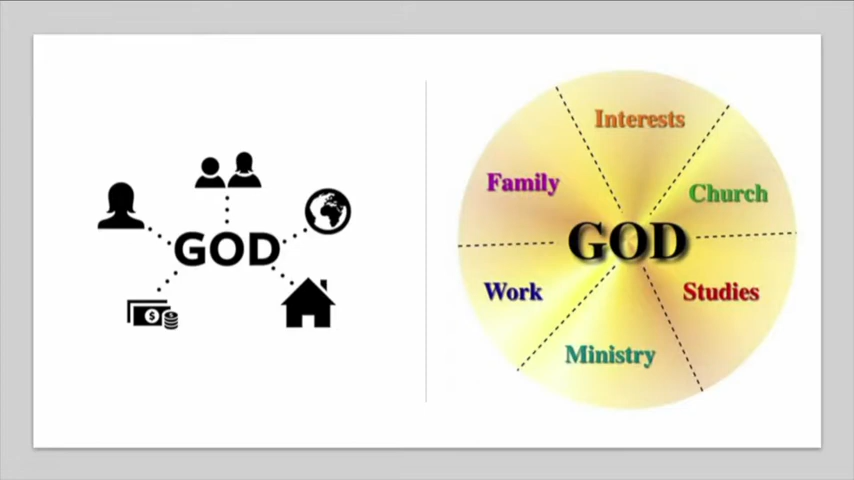 GOD
$
$
$
Interests
Family
Church
GOD
Work
Studies
Ministry